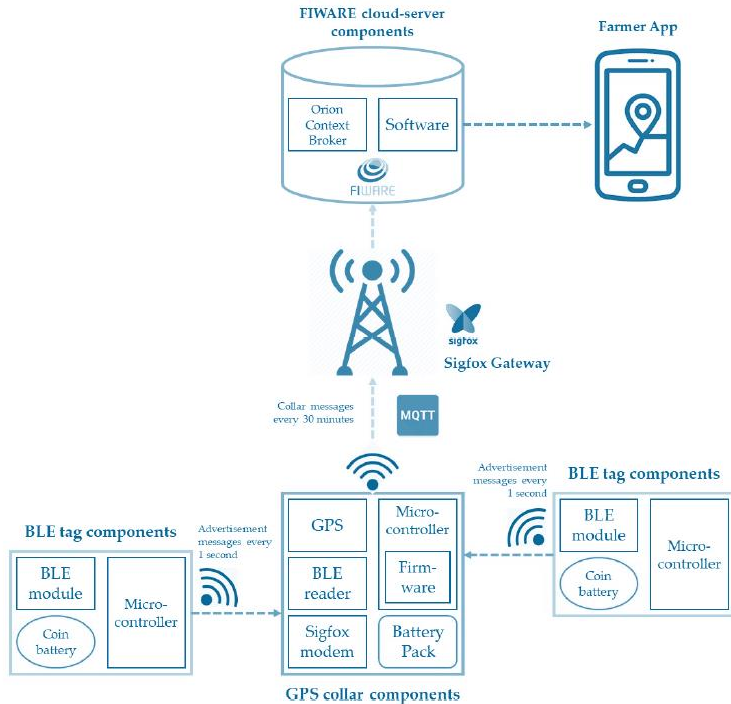 FIWARE cloud-server
components
Farmer App
Orion
Context
Broker
Software
FIWARE
sigfox
Sigfox Gateway
Collar messages
every 30 minutes
MQTT
Advertisement
messages every
1 second
BLE tag components
BLE
module
Coin
battery
Micro-
controller
BLE tag components
Advertisement
messages every
1 second
BLE
module
Coin
battery
Micro-
controller
GPS
Micro-
controller
Firm-
ware
BLE
reader
Sigfox
modem
Battery
Pack
GPS collar components